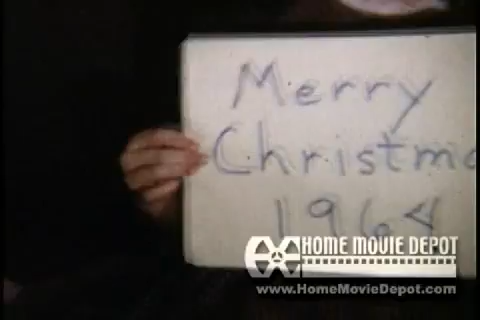 Merry
Christma
1964
HOME MOVIE DEPOT
www.HomeMovieDepot.com